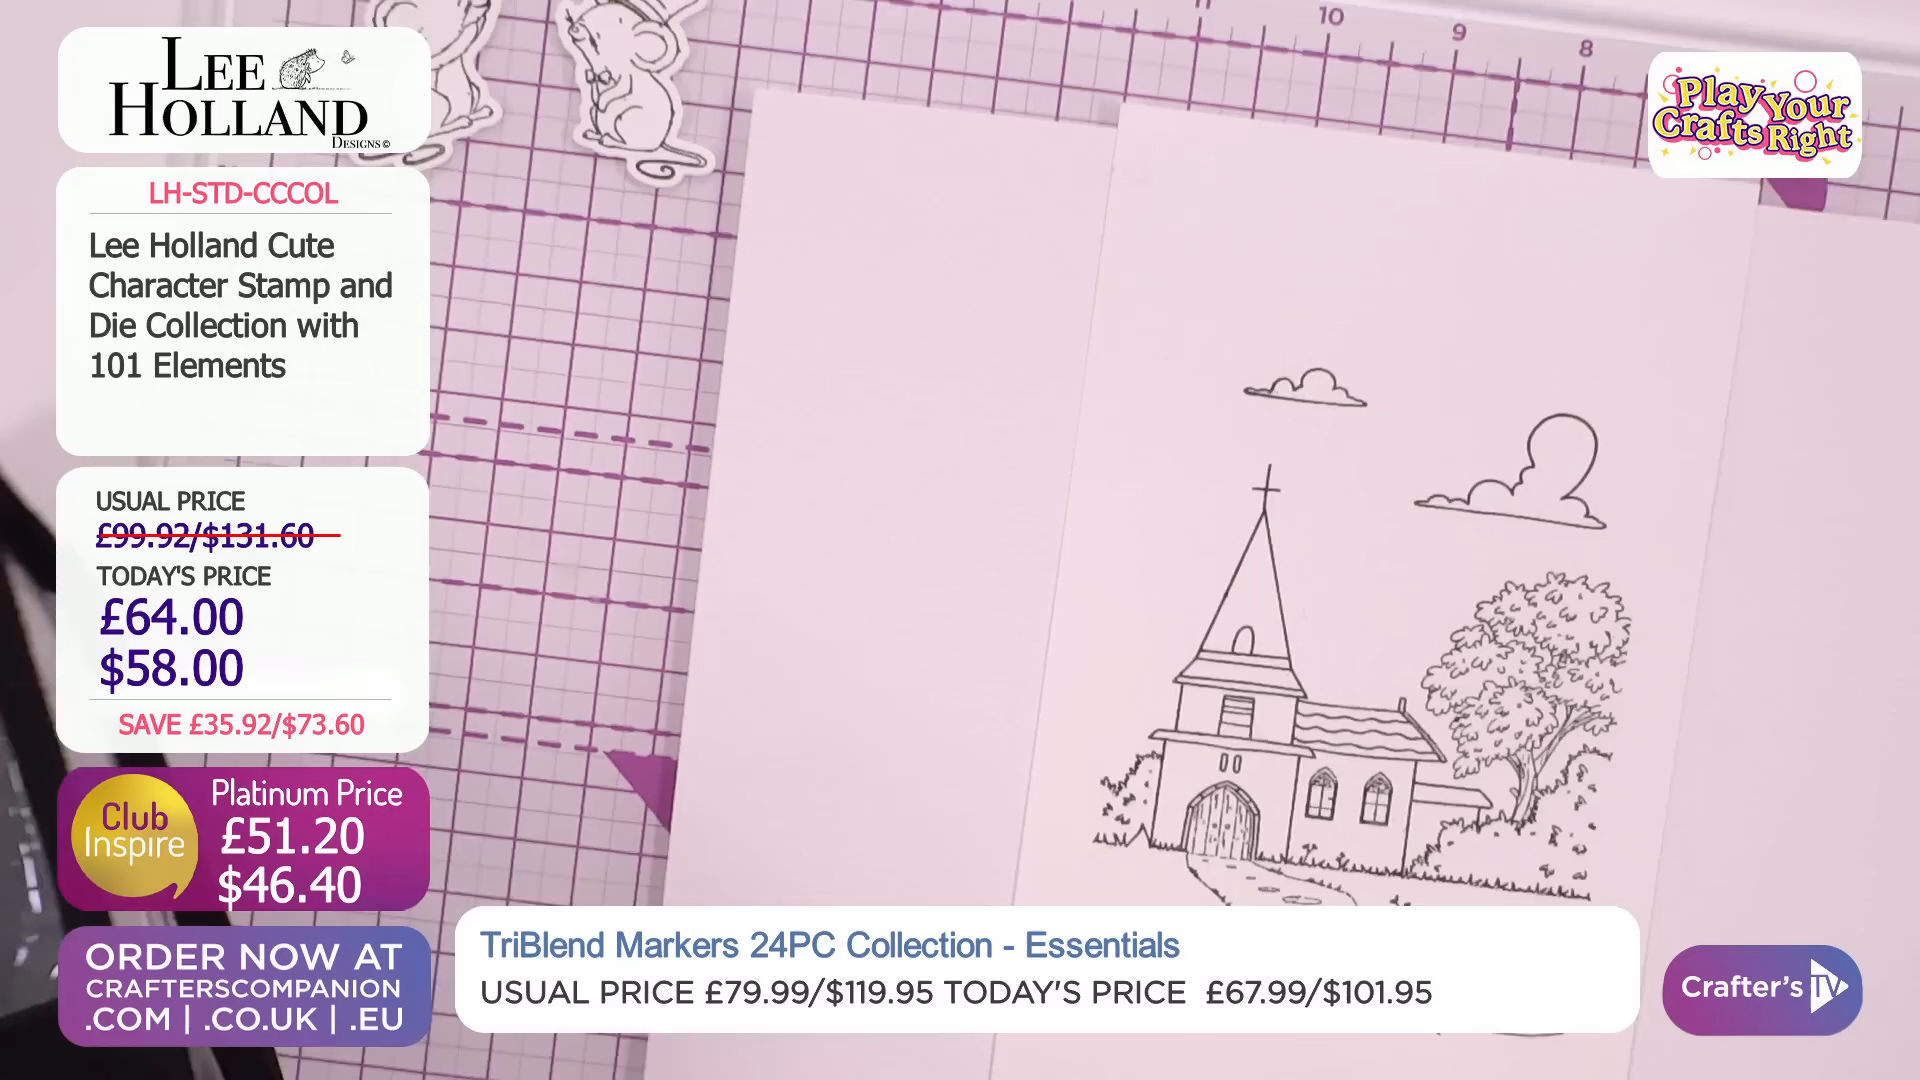 LEE
HOLLAND
DESIGNS ©
LH-STD-CCCOL
Lee Holland Cute
Character Stamp and
Die Collection with
101 Elements
USUAL PRICE
£99.92/$131.60
TODAY'S PRICE
£64.00
$58.00
SAVE £35.92/$73.60
Club
Inspire
Platinum Price
£51.20
$46.40
ORDER NOW AT
CRAFTERSCOMPANION
.COM | .CO.UK | .EU
10
9
8
Play Your
Crafts Right
TriBlend Markers 24PC Collection - Essentials
USUAL PRICE £79.99/$119.95 TODAY'S PRICE £67.99/$101.95
Crafter's TV